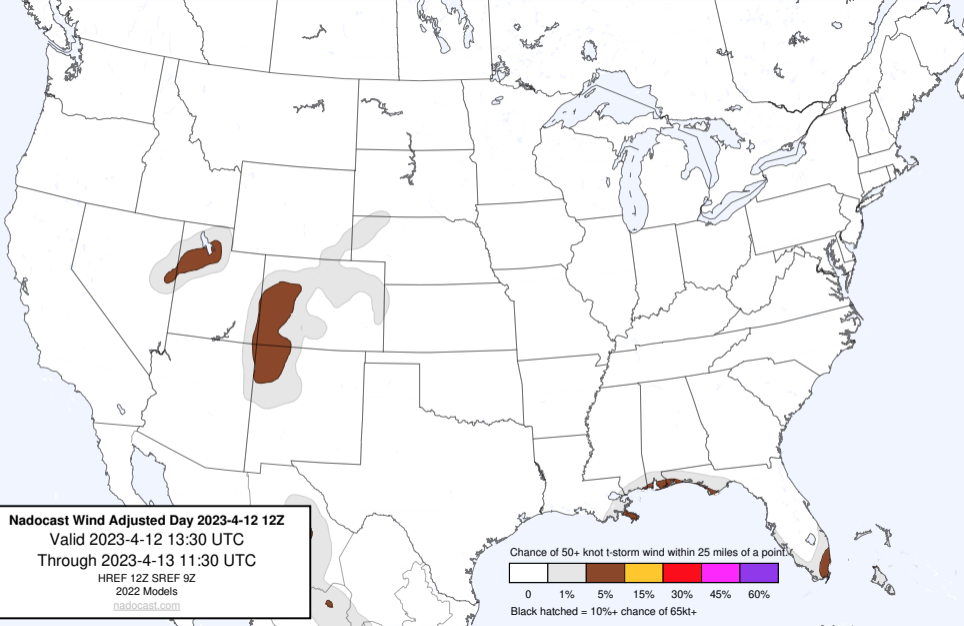 Nadocast Wind Adjusted Day 2023-4-12 12Z
Valid 2023-4-12 13:30 UTC
Through 2023-4-13 11:30 UTC
HREF 12Z SREF 9Z
2022 Models
nadocast.com
Chance of 50+ knot t-storm wind within 25 miles of a point.
0 1% 5% 15% 30% 45% 60%
Black hatched = 10%+ chance of 65kt+